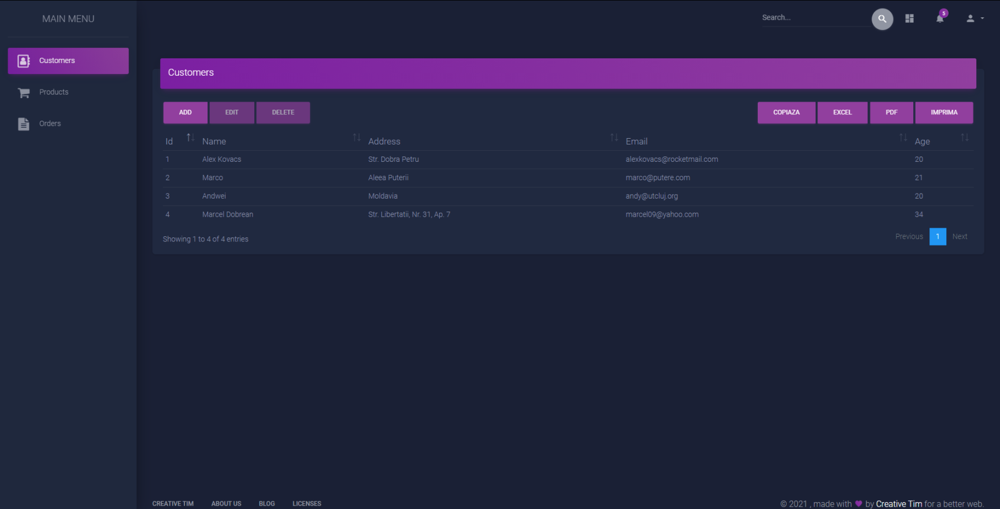 MAIN MENU
Customers
Products
Orders
Search...
5
Customers
ADD EDIT DELETE COPIAZA EXCEL PDF IMPRIMA
Id Name Address Email Age
1 Alex Kovacs Str. Dobra Petru alexkovacs@rocketmail.com 20
2 Marco Aleea Puterii marco@putere.com 21
3 Andwei Moldavia andy@utcluj.org 20
4 Marcel Dobrean Str. Libertatii, Nr. 31, Ap. 7 marcel09@yahoo.com 34
Showing 1 to 4 of 4 entries Previous 1 Next
CREATIVE TIM ABOUT US BLOG LICENSES © 2021 , made with ♥ by Creative Tim for a better web.